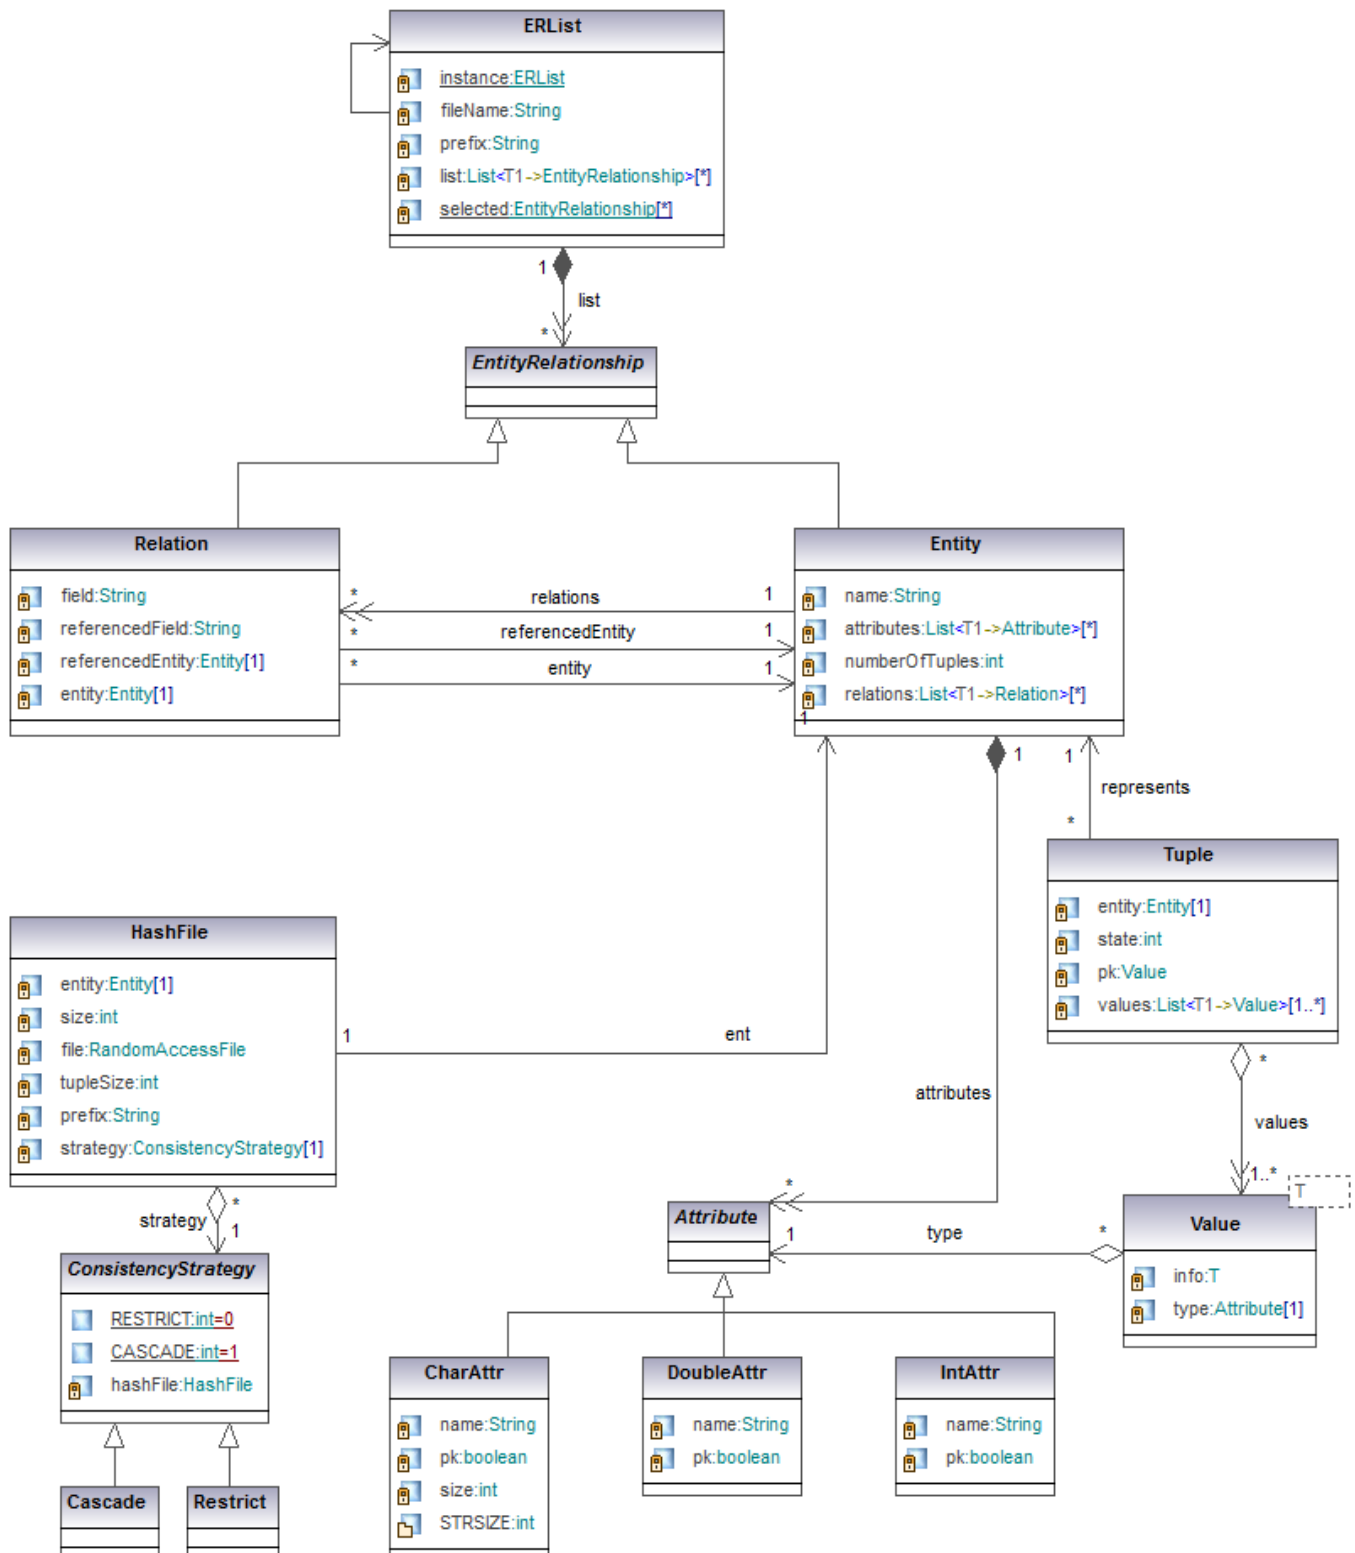 ERList
instance:ERList
fileName:String
prefix:String
list:List<T1->EntityRelationship>[*]
selected:EntityRelationship[*]
1
list
*
EntityRelationship
Relation
field:String
referencedField:String
referencedEntity:Entity[1]
entity:Entity[1]
* relations 1
* referencedEntity 1
* entity 1
Entity
name:String
attributes:List<T1->Attribute>[*]
numberOfTuples:int
relations:List<T1->Relation>[*]
1
1
1
represents
*
Tuple
entity:Entity[1]
state:int
pk:Value
values:List<T1->Value>[1..*]
HashFile
entity:Entity[1]
size:int
file:RandomAccessFile
tupleSize:int
prefix:String
strategy:ConsistencyStrategy[1]
1
ent
attributes
*
*
values
1..*
T
*
strategy
1
ConsistencyStrategy
RESTRICT:int=0
CASCADE:int=1
hashFile:HashFile
Attribute
1 type *
Value
info:T
type:Attribute[1]
CharAttr
name:String
pk:boolean
size:int
STRSIZE:int
DoubleAttr
name:String
pk:boolean
IntAttr
name:String
pk:boolean
Cascade
Restrict